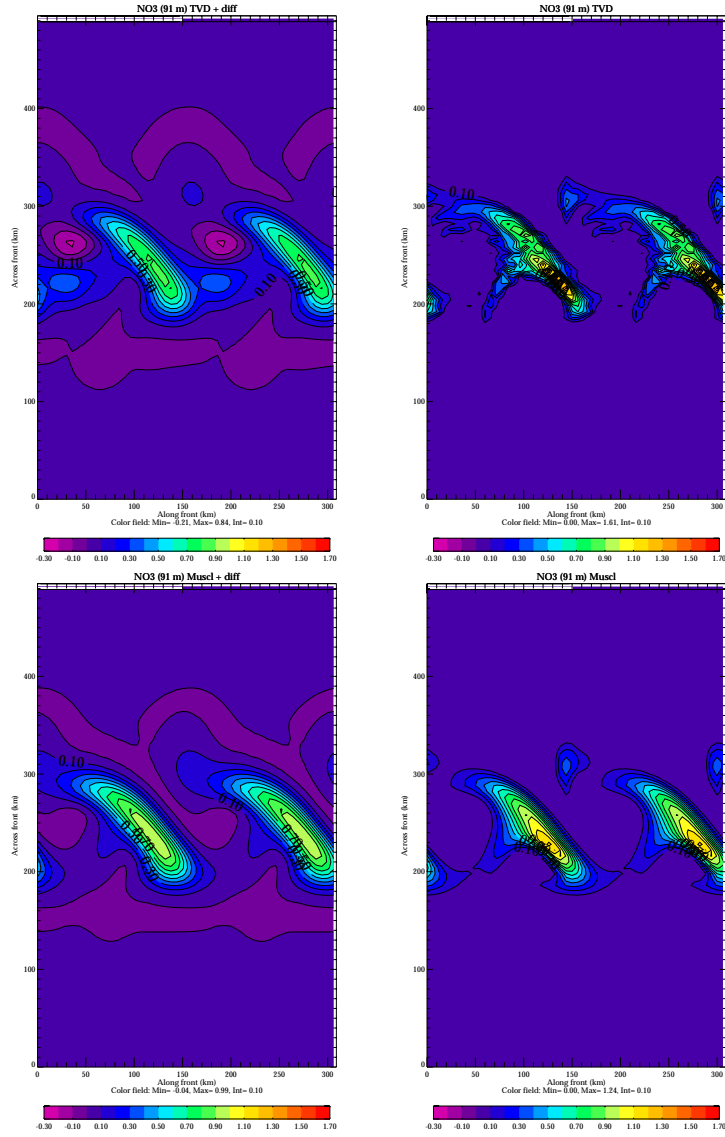 NO3 (91 m) TVD + diff
NO3 (91 m) TVD
Across front (km)
400
300
200
100
0
0.10
0.10
0 50 100 150 200 250 300
Along front (km)
Color field: Min= -0.21, Max= 0.84, Int= 0.10
-0.30 -0.10 0.10 0.30 0.50 0.70 0.90 1.10 1.30 1.50 1.70
Across front (km)
400
300
200
100
0
0.10
0 50 100 150 200 250 300
Along front (km)
Color field: Min= 0.00, Max= 1.61, Int= 0.10
-0.30 -0.10 0.10 0.30 0.50 0.70 0.90 1.10 1.30 1.50 1.70
NO3 (91 m) Muscl + diff
NO3 (91 m) Muscl
Across front (km)
400
300
200
100
0
0.10
0.10
0 50 100 150 200 250 300
Along front (km)
Color field: Min= -0.04, Max= 0.99, Int= 0.10
-0.30 -0.10 0.10 0.30 0.50 0.70 0.90 1.10 1.30 1.50 1.70
Across front (km)
400
300
200
100
0
0 50 100 150 200 250 300
Along front (km)
Color field: Min= 0.00, Max= 1.24, Int= 0.10
-0.30 -0.10 0.10 0.30 0.50 0.70 0.90 1.10 1.30 1.50 1.70